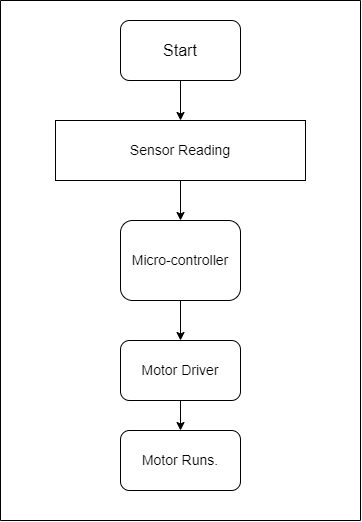 Start
Sensor Reading
Micro-controller
Motor Driver
Motor Runs.